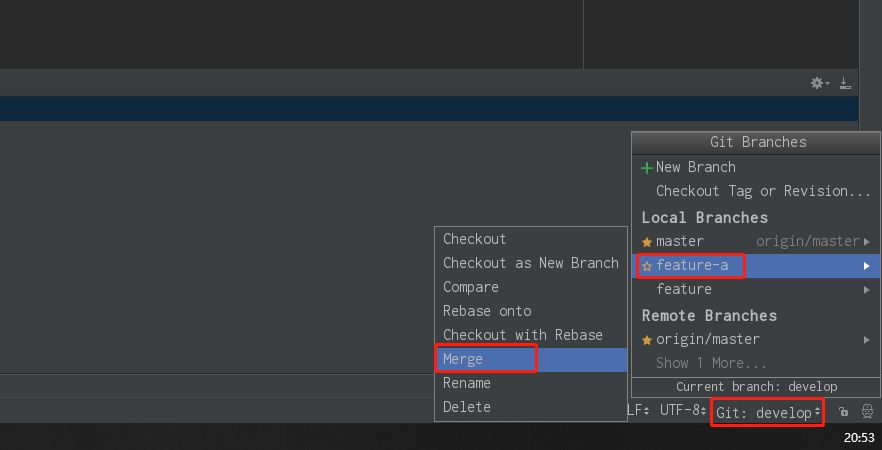 Git Branches
New Branch
Checkout Tag or Revision...
Local Branches
master origin/master
feature-a
feature
Remote Branches
origin/master
Show 1 More...
Current branch: develop
Checkout
Checkout as New Branch
Compare
Rebase onto
Checkout with Rebase
Merge
Rename
Delete
LF UTF-8 Git: develop
20:53